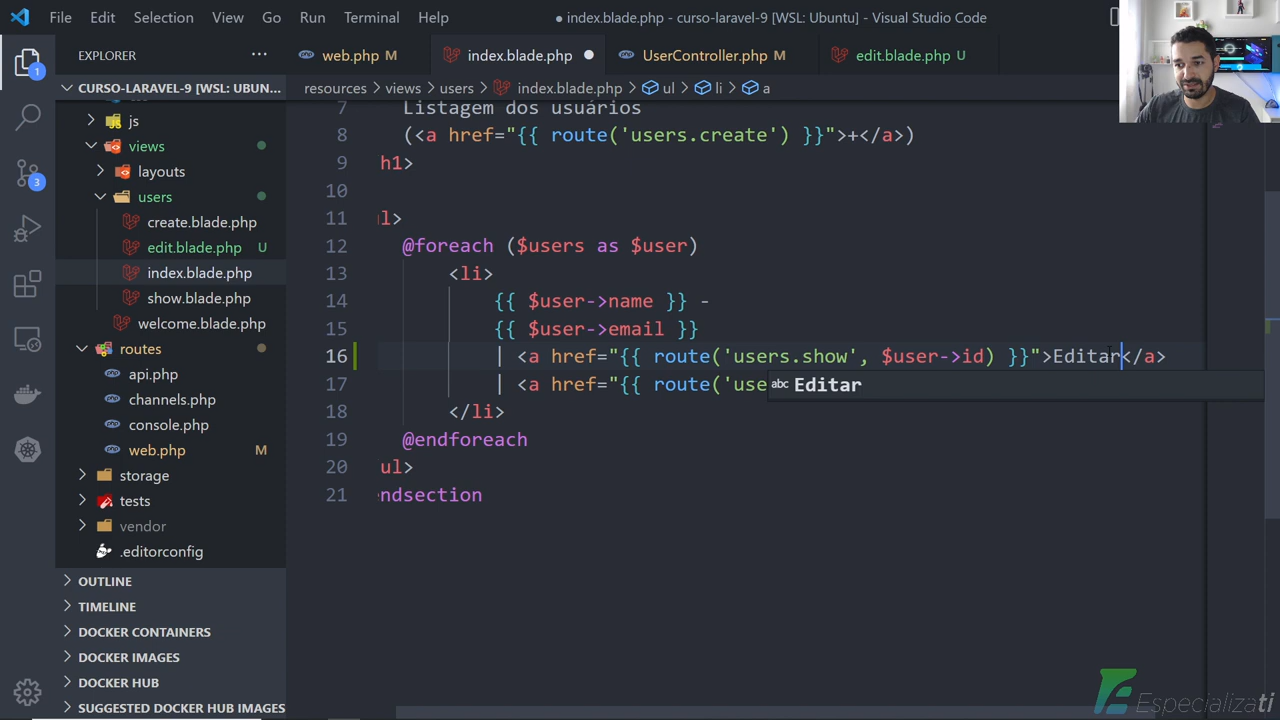 File Edit Selection View Go Run Terminal Help
● index.blade.php - curso-laravel-9 [WSL: Ubuntu] - Visual Studio Code
EXPLORER ···
web.php M
index.blade.php ●
UserController.php M
edit.blade.php U
resources > views > users > index.blade.php > ul > li > a
CURSO-LARAVEL-9 [WSL: UBUN...
js
views
layouts
users
create.blade.php
edit.blade.php U
index.blade.php
show.blade.php
welcome.blade.php
routes
api.php
channels.php
console.php
web.php M
storage
tests
vendor
.editorconfig
OUTLINE
TIMELINE
DOCKER CONTAINERS
DOCKER IMAGES
DOCKER HUB
SUGGESTED DOCKER HUB IMAGES
1
3
7 Listagem dos usuários
8 (<a href="{{ route('users.create') }}">+</a>)
9 h1>
10
11 l>
12 @foreach ($users as $user)
13 <li>
14 {{ $user->name }} -
15 {{ $user->email }}
16 | <a href="{{ route('users.show', $user->id) }}">Editar</a>
17 | <a href="{{ route('use
abc Editar
18 </li>
19 @endforeach
20 ul>
21 ndsection
EspecializaTi